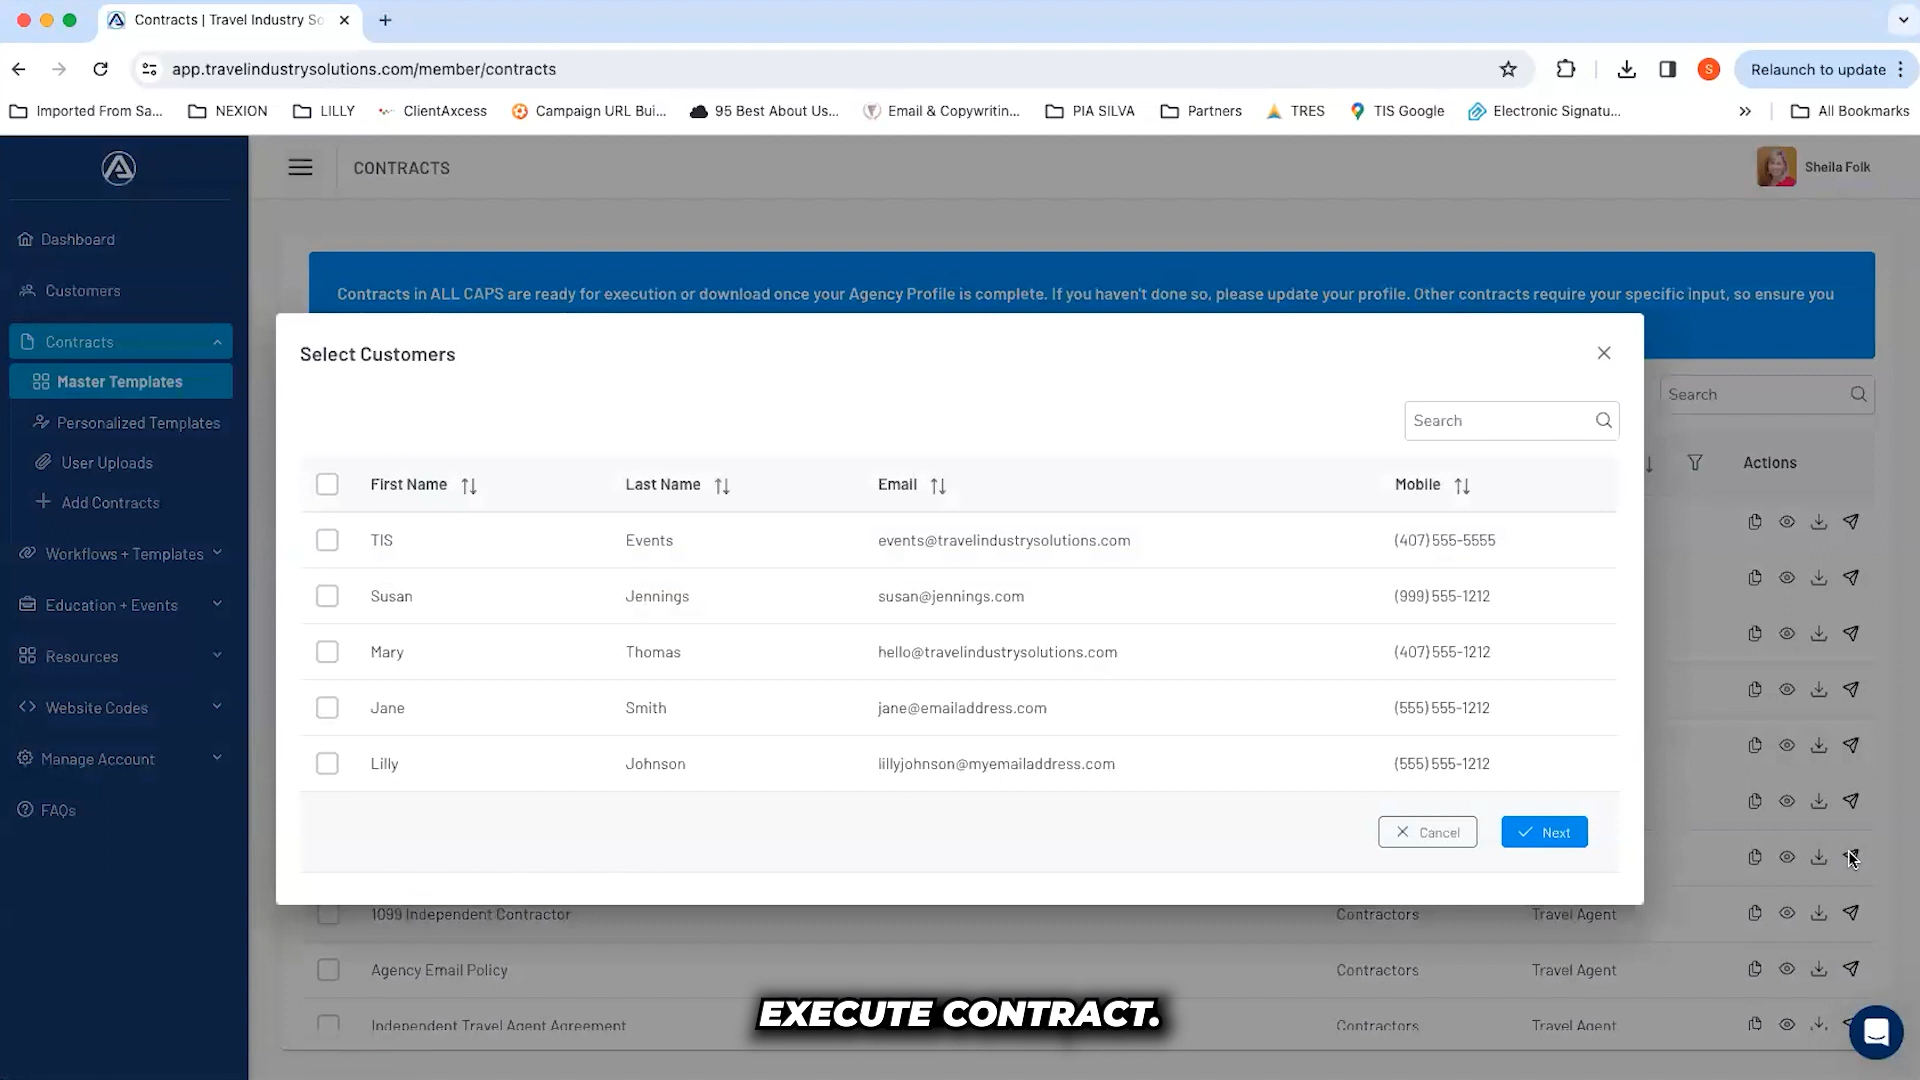 Contracts | Travel Industry So
app.travelindustrysolutions.com/member/contracts
S
Relaunch to update
Imported From Sa...
NEXION
LILLY
ClientAxcess
Campaign URL Bui...
95 Best About Us...
Email & Copywritin...
PIA SILVA
Partners
TRES
TIS Google
Electronic Signatu...
All Bookmarks
CONTRACTS
Sheila Folk
Dashboard
Customers
Contracts
Master Templates
Personalized Templates
User Uploads
Add Contracts
Workflows + Templates
Education + Events
Resources
Website Codes
Manage Account
FAQs
Contracts in ALL CAPS are ready for execution or download once your Agency Profile is complete. If you haven't done so, please update your profile. Other contracts require your specific input, so ensure you
Search
Actions
Select Customers
Search
First Name Last Name Email Mobile
TIS Events events@travelindustrysolutions.com (407) 555-5555
Susan Jennings susan@jennings.com (999) 555-1212
Mary Thomas hello@travelindustrysolutions.com (407) 555-1212
Jane Smith jane@emailaddress.com (555) 555-1212
Lilly Johnson lillyjohnson@myemailaddress.com (555) 555-1212
Cancel Next
1099 Independent Contractor Contractors Travel Agent
Agency Email Policy Contractors Travel Agent
Independent Travel Agent Agreement Contractors Travel Agent
EXECUTE CONTRACT.